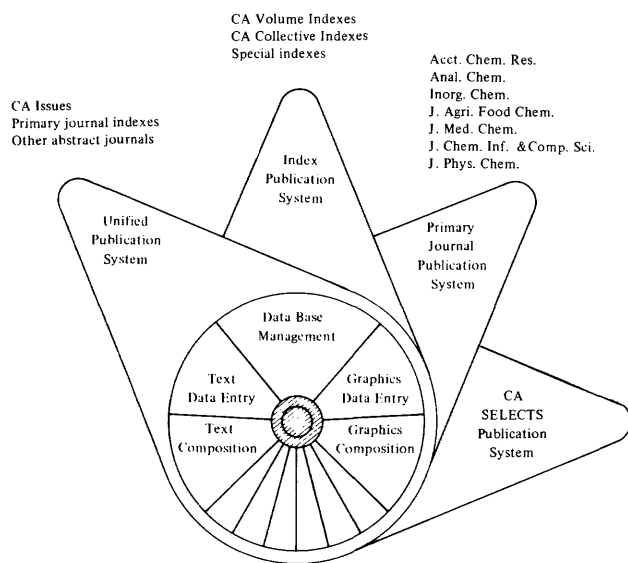 CA Volume Indexes
CA Collective Indexes
Special indexes
Acct. Chem. Res.
Anal. Chem.
Inorg. Chem.
J. Agri. Food Chem.
J. Med. Chem.
J. Chem. Inf. &Comp. Sci.
J. Phys. Chem.
CA Issues
Primary journal indexes
Other abstract journals
Index
Publication
System
Unified
Publication
System
Primary
Journal
Publication
System
Data Base
Management
Text
Data Entry
Graphics
Data Entry
Text
Composition
Graphics
Composition
CA
SELECTS
Publication
System